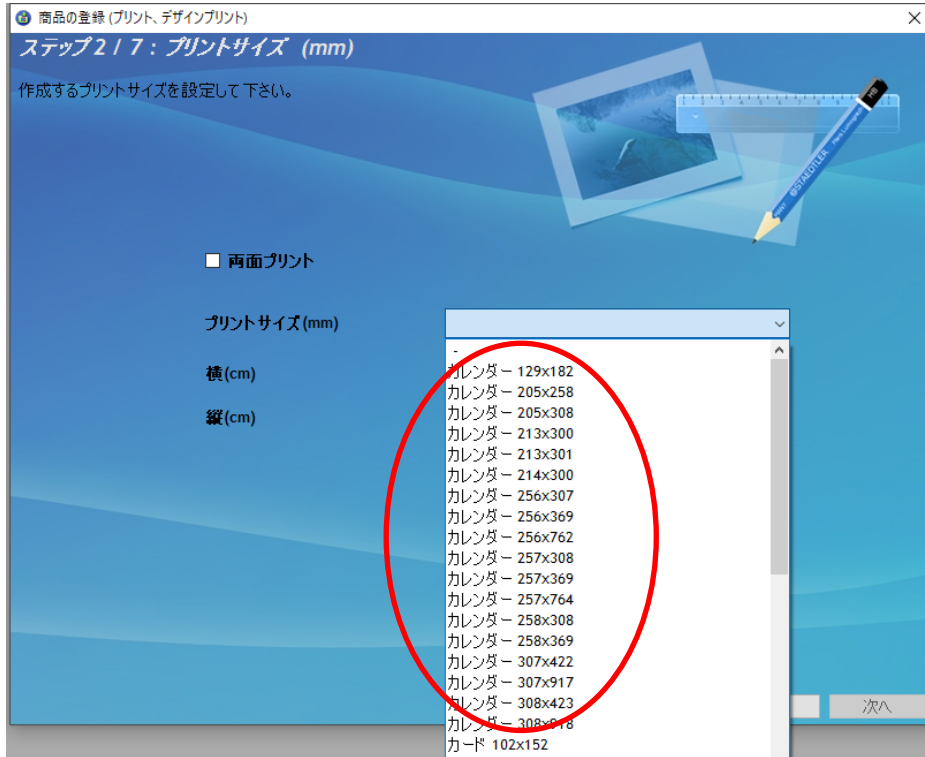 商品の登録 (プリント、デザインプリント)
ステップ2 / 7 : プリントサイズ (mm)
作成するプリントサイズを設定して下さい。
HB
STAEDTLER
両面プリント
プリントサイズ(mm)
-
カレンダー 129x182
横(cm)
カレンダー 205x258
カレンダー 205x308
縦(cm)
カレンダー 213x300
カレンダー 213x301
カレンダー 214x300
カレンダー 256x307
カレンダー 256x369
カレンダー 256x762
カレンダー 257x308
カレンダー 257x369
カレンダー 257x764
カレンダー 258x308
カレンダー 258x369
カレンダー 307x422
カレンダー 307x917
カレンダー 308x423
次へ
カレンダー 308x918
カード 102x152